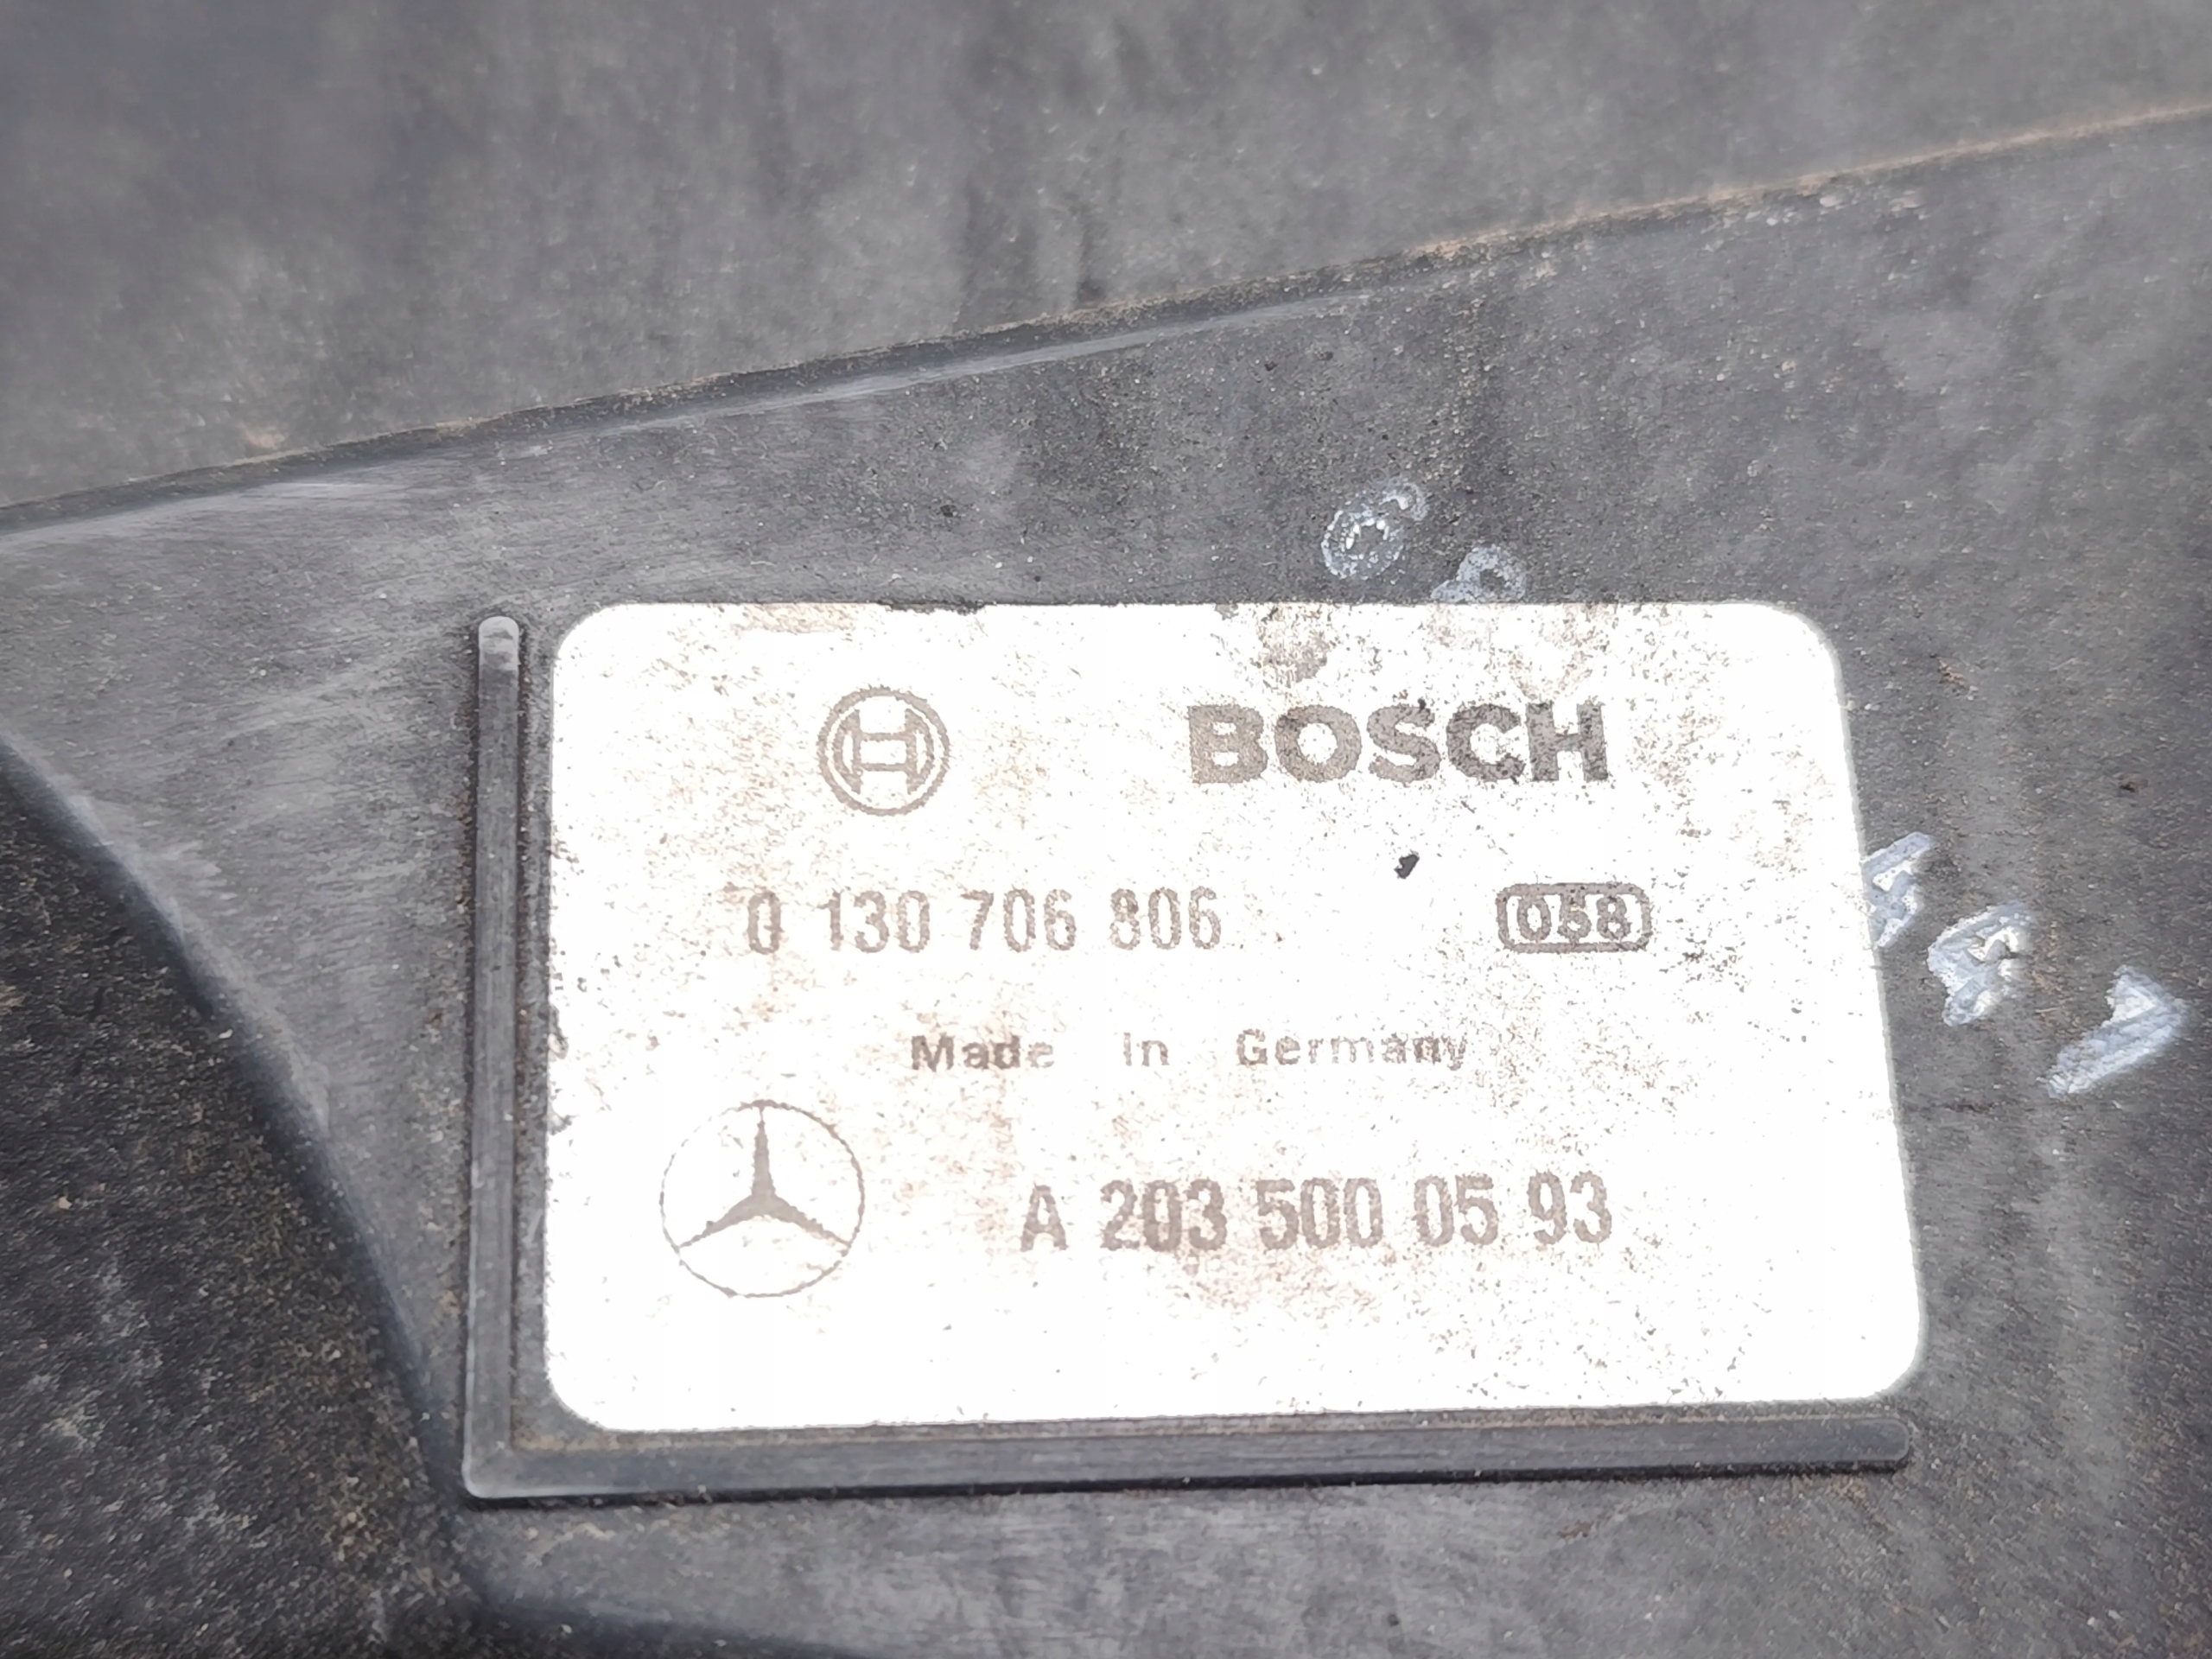 BOSCH
0 130 706 806 058
Made in Germany
A 203 500 05 93